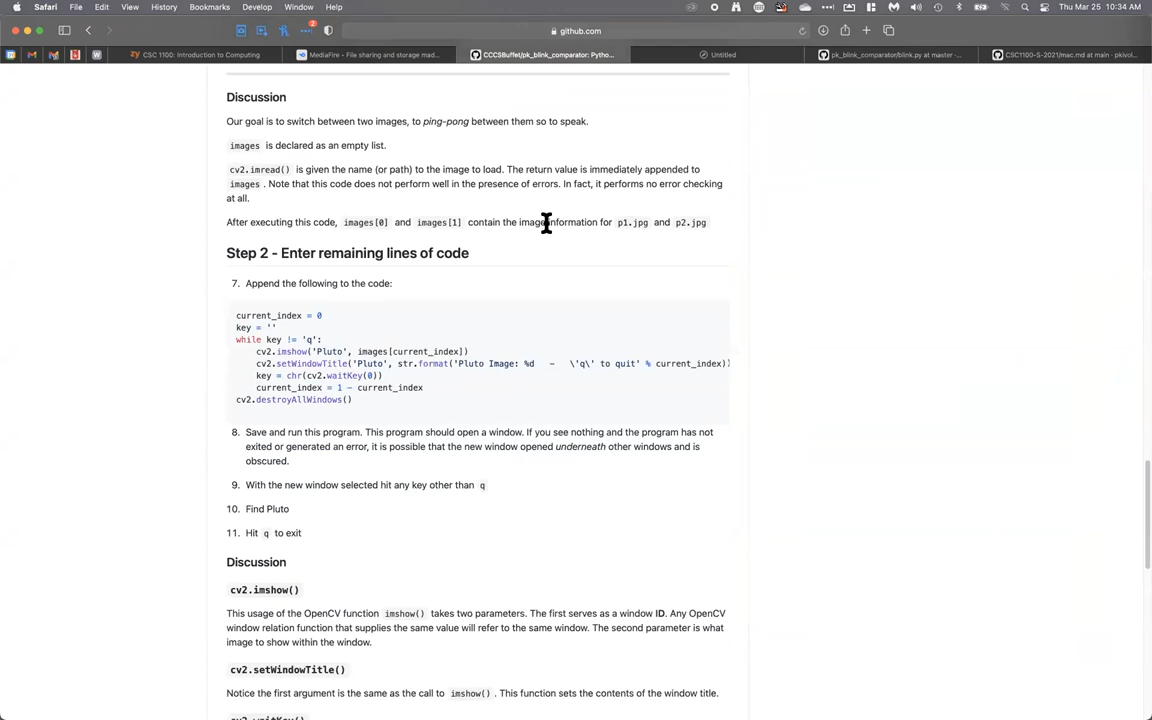 Safari File Edit View History Bookmarks Develop Window Help
2
Thu Mar 25 10:34 AM
github.com
CSC 1100: Introduction to Computing
MediaFire - File sharing and storage mad...
CCCSBuffet/pk_blink_comparator: Pytho...
Untitled
pk_blink_comparator/blink.py at master -...
CSC1100-S-2021/mac.md at main · pkivol...
Discussion
Our goal is to switch between two images, to ping-pong between them so to speak.
images is declared as an empty list.
cv2.imread() is given the name (or path) to the image to load. The return value is immediately appended to
images . Note that this code does not perform well in the presence of errors. In fact, it performs no error checking
at all.
After executing this code, images[0] and images[1] contain the image information for p1.jpg and p2.jpg
Step 2 - Enter remaining lines of code
7. Append the following to the code:
current_index = 0
key = ''
while key != 'q':
    cv2.imshow('Pluto', images[current_index])
    cv2.setWindowTitle('Pluto', str.format('Pluto Image: %d   -   \'q\' to quit' % current_index))
    key = chr(cv2.waitKey(0))
    current_index = 1 - current_index
cv2.destroyAllWindows()
8. Save and run this program. This program should open a window. If you see nothing and the program has not
exited or generated an error, it is possible that the new window opened underneath other windows and is
obscured.
9. With the new window selected hit any key other than q
10. Find Pluto
11. Hit q to exit
Discussion
cv2.imshow()
This usage of the OpenCV function imshow() takes two parameters. The first serves as a window ID. Any OpenCV
window relation function that supplies the same value will refer to the same window. The second parameter is what
image to show within the window.
cv2.setWindowTitle()
Notice the first argument is the same as the call to imshow() . This function sets the contents of the window title.
cv2.waitKey()